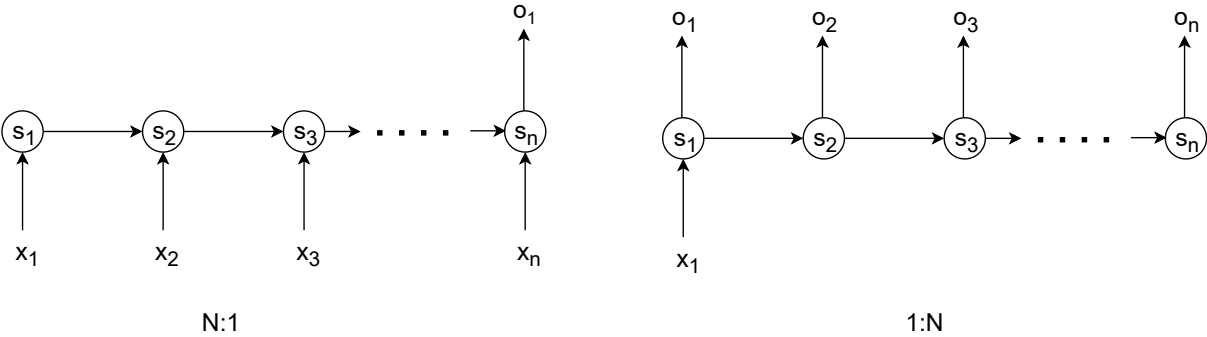 o₁
s₁ s₂ s₃ sₙ
x₁ x₂ x₃ xₙ
N:1
o₁ o₂ o₃ oₙ
s₁ s₂ s₃ sₙ
x₁
1:N